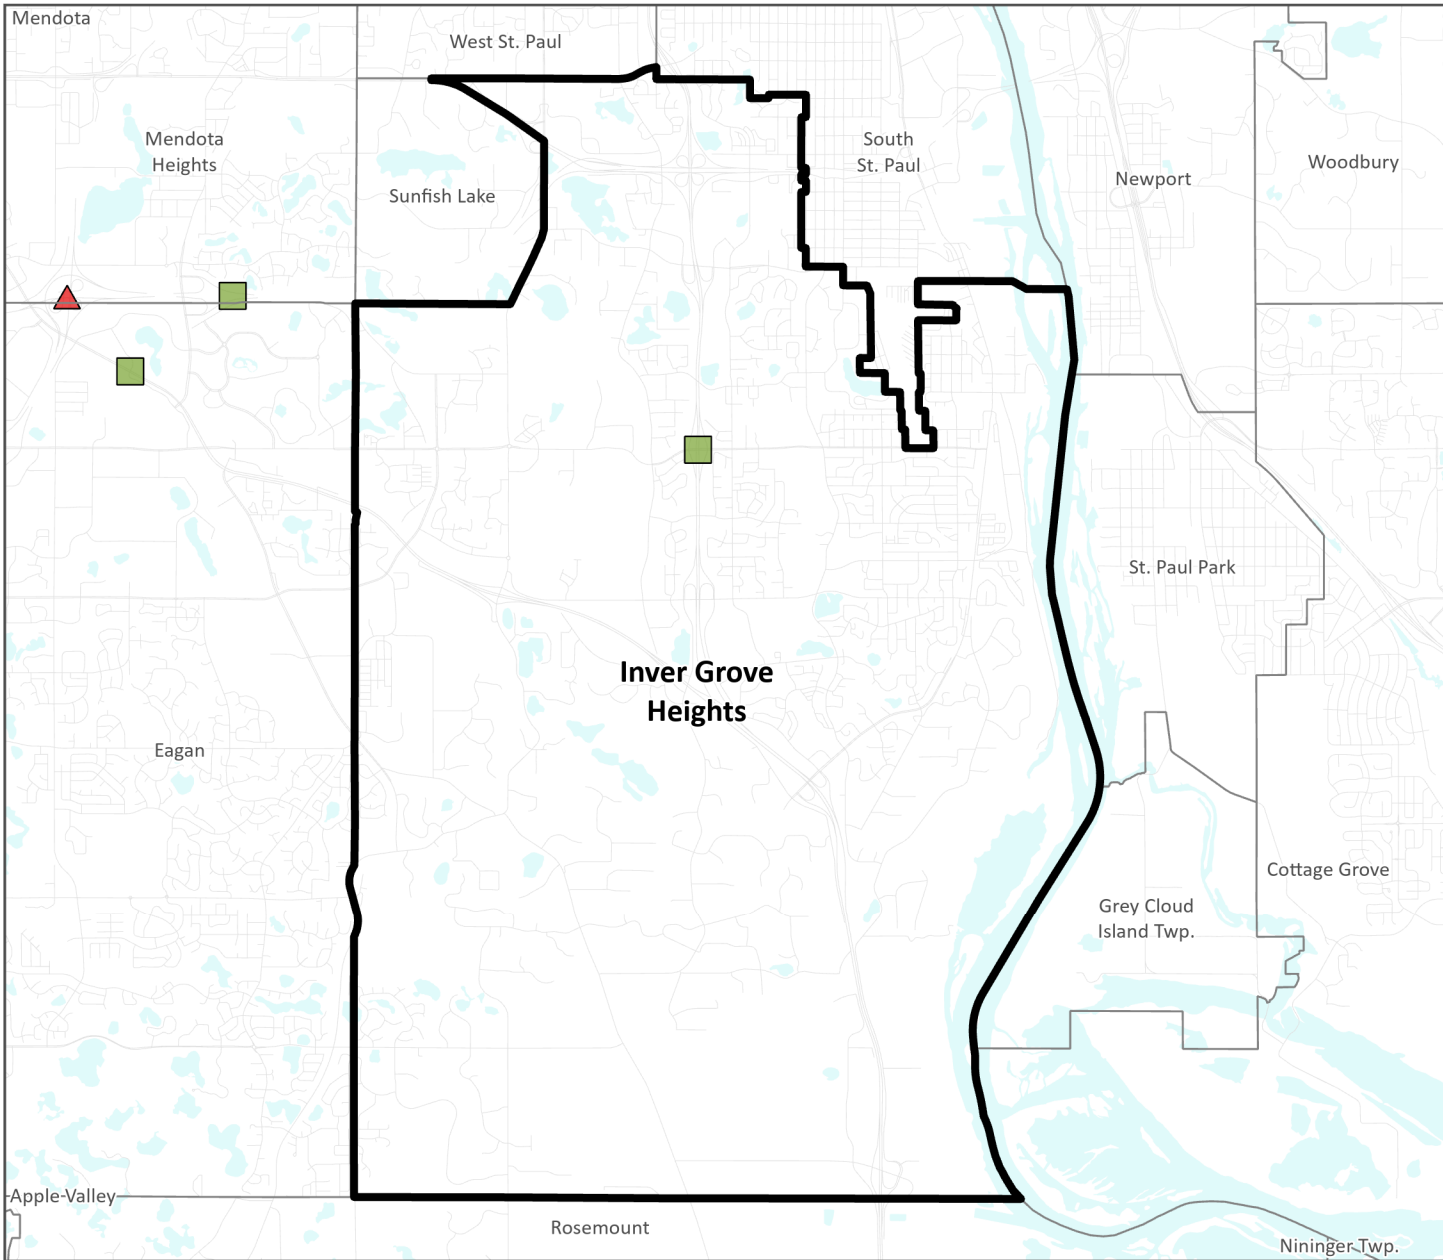 Mendota
West St. Paul
Mendota
Heights
South
St. Paul
Woodbury
Newport
Sunfish Lake
St. Paul Park
Inver Grove
Heights
Eagan
Cottage Grove
Grey Cloud
Island Twp.
Apple Valley
Rosemount
Nininger Twp.